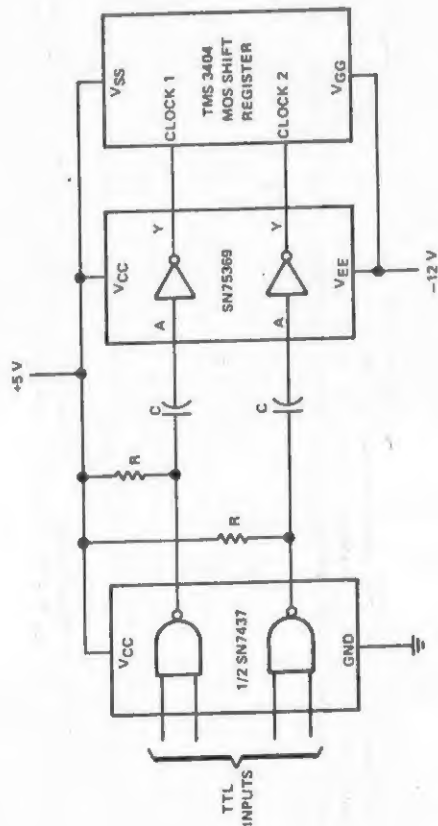 +5 V
VCC
1/2 SN7437
GND
TTL
INPUTS
R
R
C
C
VCC
A
Y
SN75369
A
Y
VEE
-12 V
VSS
CLOCK 1
TMS 3404
MOS SHIFT
REGISTER
CLOCK 2
VGG